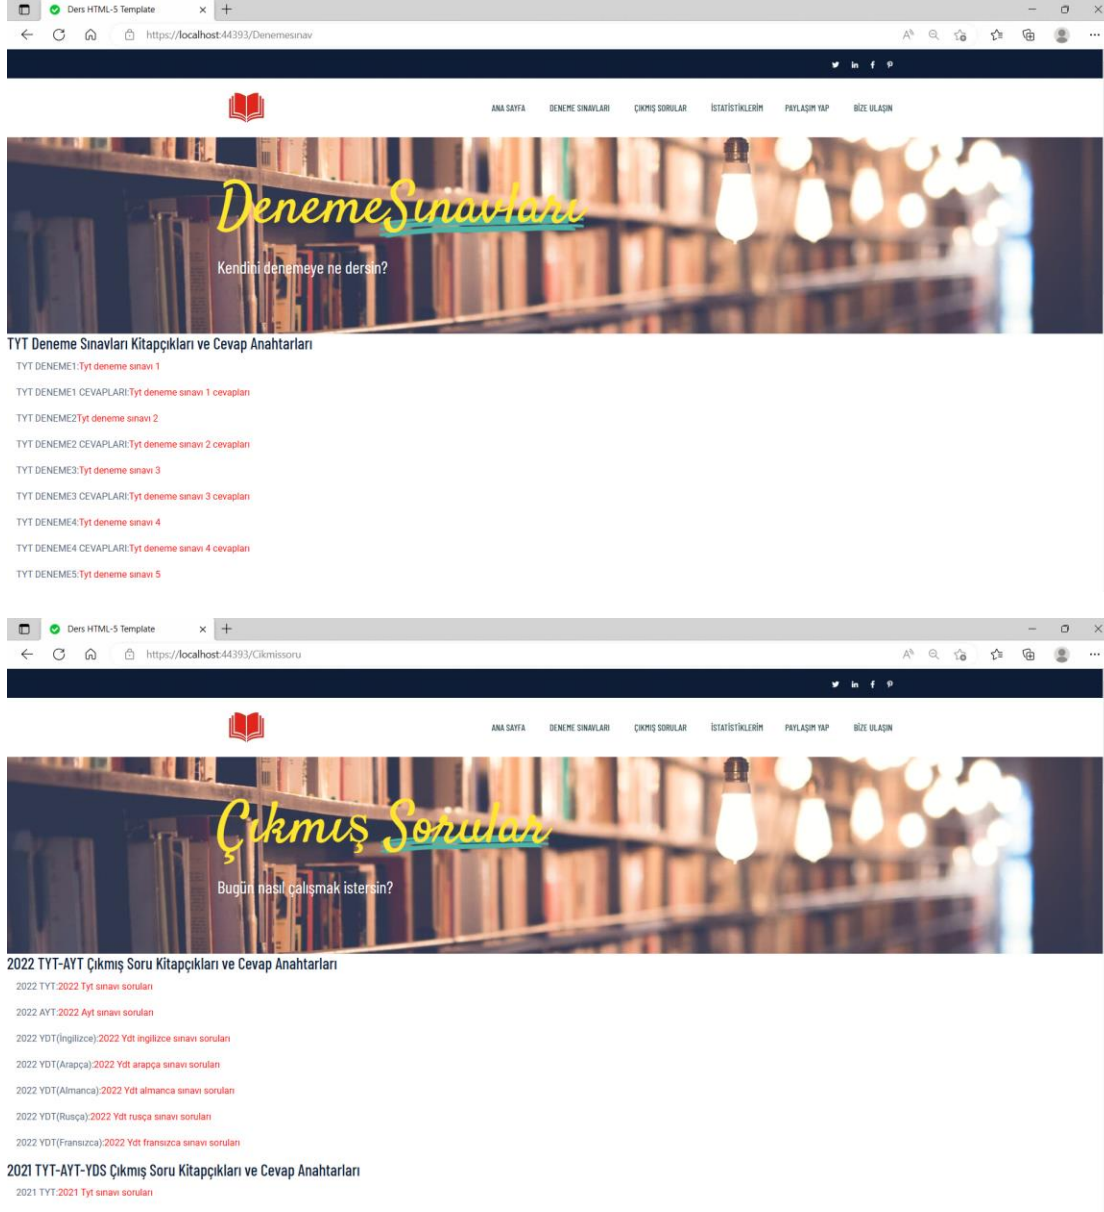 Ders HTML-5 Template
https://localhost:44393/Denemesınav
ANA SAYFA DENEME SINAVLARI ÇIKMIŞ SORULAR İSTATİSTİKLERİM PAYLAŞIM YAP BİZE ULAŞIN
DenemeSınavları
Kendini denemeye ne dersin?
TYT Deneme Sınavları Kitapçıkları ve Cevap Anahtarları
TYT DENEME1:Tyt deneme sınavı 1
TYT DENEME1 CEVAPLARI:Tyt deneme sınavı 1 cevapları
TYT DENEME2Tyt deneme sınavı 2
TYT DENEME2 CEVAPLARI:Tyt deneme sınavı 2 cevapları
TYT DENEME3:Tyt deneme sınavı 3
TYT DENEME3 CEVAPLARI:Tyt deneme sınavı 3 cevapları
TYT DENEME4:Tyt deneme sınavı 4
TYT DENEME4 CEVAPLARI:Tyt deneme sınavı 4 cevapları
TYT DENEME5:Tyt deneme sınavı 5
Ders HTML-5 Template
https://localhost:44393/Cikmissoru
ANA SAYFA DENEME SINAVLARI ÇIKMIŞ SORULAR İSTATİSTİKLERİM PAYLAŞIM YAP BİZE ULAŞIN
Çıkmış Sorular
Bugün nasıl çalışmak istersin?
2022 TYT-AYT Çıkmış Soru Kitapçıkları ve Cevap Anahtarları
2022 TYT:2022 Tyt sınavı soruları
2022 AYT:2022 Ayt sınavı soruları
2022 YDT(İngilizce):2022 Ydt ingilizce sınavı soruları
2022 YDT(Arapça):2022 Ydt arapça sınavı soruları
2022 YDT(Almanca):2022 Ydt almanca sınavı soruları
2022 YDT(Rusça):2022 Ydt rusça sınavı soruları
2022 YDT(Fransızca):2022 Ydt fransızca sınavı soruları
2021 TYT-AYT-YDS Çıkmış Soru Kitapçıkları ve Cevap Anahtarları
2021 TYT:2021 Tyt sınavı soruları